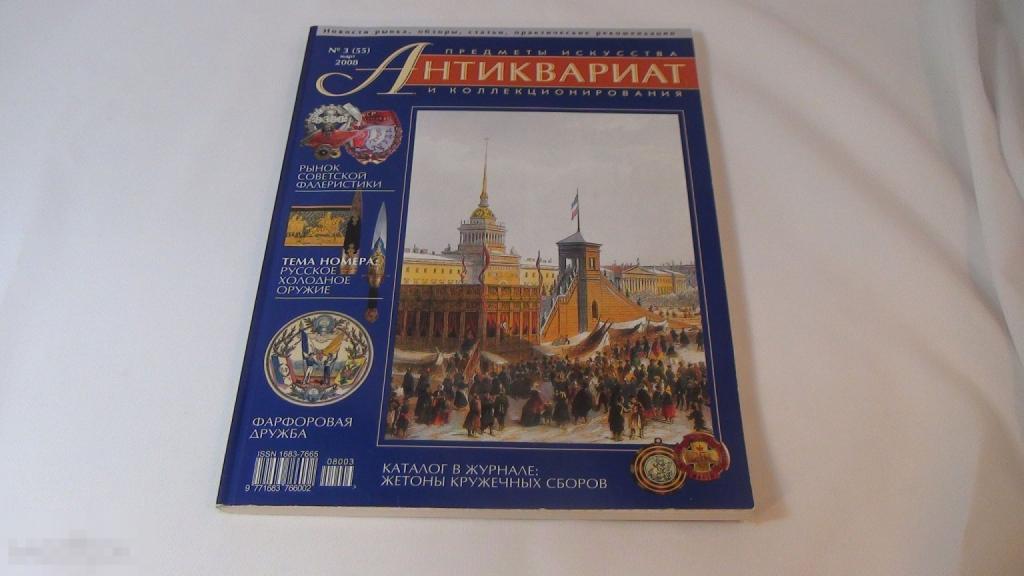 Новости рынка, обзоры, статьи, практические рекомендации
№ 3 (55)
март
2008
ПРЕДМЕТЫ ИСКУССТВА
АНТИКВАРИАТ
И КОЛЛЕКЦИОНИРОВАНИЯ
РЫНОК
СОВЕТСКОЙ
ФАЛЕРИСТИКИ
ТЕМА НОМЕРА:
РУССКОЕ
ХОЛОДНОЕ
ОРУЖИЕ
ФАРФОРОВАЯ
ДРУЖБА
ISSN 1683-7665
08003
9 771683 766002
КАТАЛОГ В ЖУРНАЛЕ:
ЖЕТОНЫ КРУЖЕЧНЫХ СБОРОВ